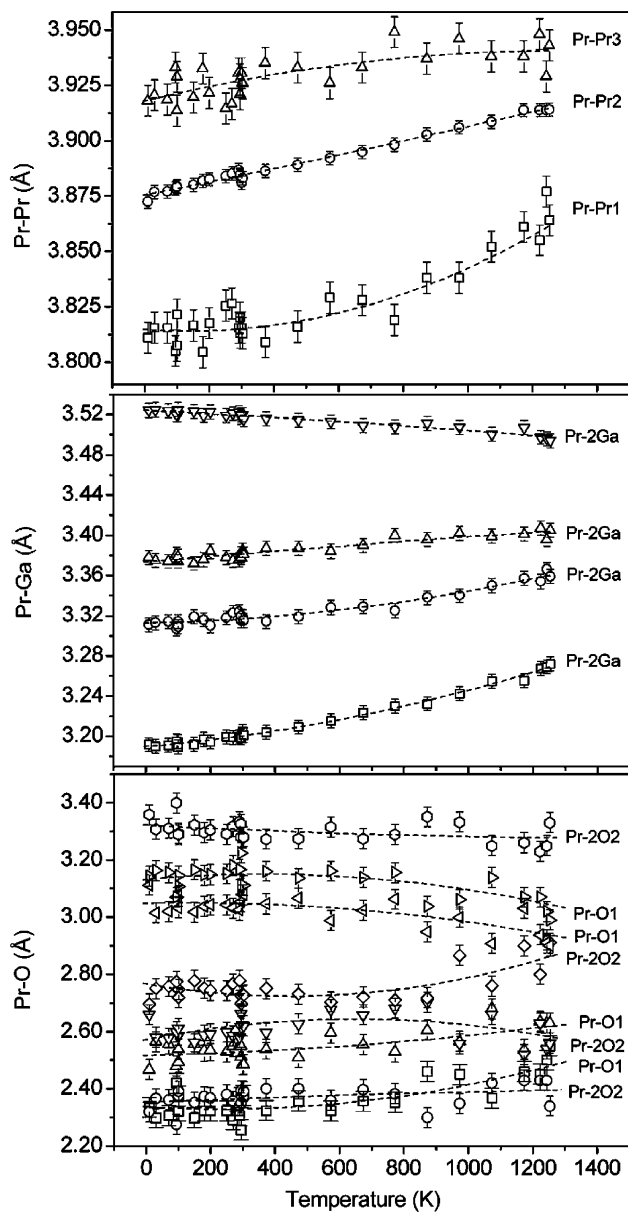 3.950
3.925
3.900
3.875
3.850
3.825
3.800
Pr-Pr (Å)
Pr-Pr3
Pr-Pr2
Pr-Pr1
3.52
3.48
3.44
3.40
3.36
3.32
3.28
3.24
3.20
Pr-Ga (Å)
Pr-2Ga
Pr-2Ga
Pr-2Ga
Pr-2Ga
3.40
3.20
3.00
2.80
2.60
2.40
2.20
Pr-O (Å)
Pr-2O2
Pr-O1
Pr-O1
Pr-2O2
Pr-O1
Pr-2O2
Pr-O1
Pr-2O2
0 200 400 600 800 1000 1200 1400
Temperature (K)